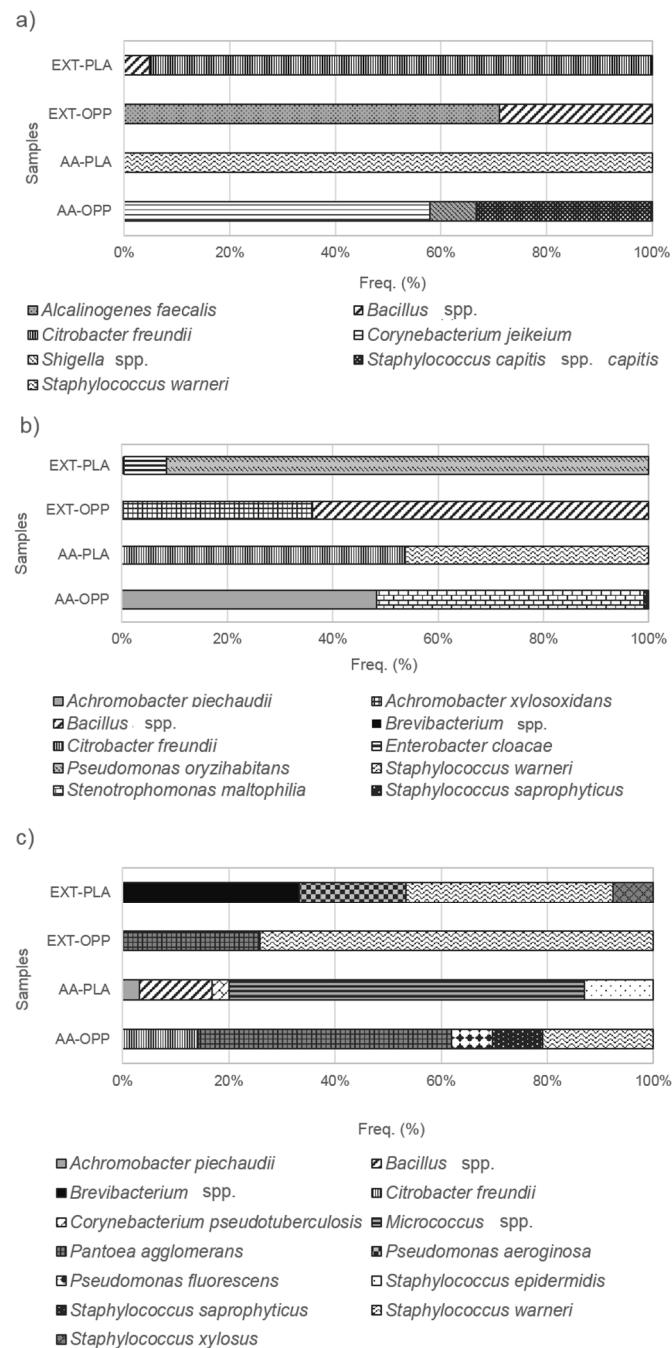 a)
EXT-PLA
EXT-OPP
AA-PLA
AA-OPP
Samples
0% 20% 40% 60% 80% 100%
Freq. (%)
Alcalinogenes faecalis Bacillus spp.
Citrobacter freundii Corynebacterium jeikeium
Shigella spp. Staphylococcus capitis spp. capitis
Staphylococcus warneri
b)
EXT-PLA
EXT-OPP
AA-PLA
AA-OPP
Samples
0% 20% 40% 60% 80% 100%
Freq. (%)
Achromobacter piechaudii Achromobacter xylosoxidans
Bacillus spp. Brevibacterium spp.
Citrobacter freundii Enterobacter cloacae
Pseudomonas oryzihabitans Staphylococcus warneri
Stenotrophomonas maltophilia Staphylococcus saprophyticus
c)
EXT-PLA
EXT-OPP
AA-PLA
AA-OPP
Samples
0% 20% 40% 60% 80% 100%
Freq. (%)
Achromobacter piechaudii Bacillus spp.
Brevibacterium spp. Citrobacter freundii
Corynebacterium pseudotuberculosis Micrococcus spp.
Pantoea agglomerans Pseudomonas aeroginosa
Pseudomonas fluorescens Staphylococcus epidermidis
Staphylococcus saprophyticus Staphylococcus warneri
Staphylococcus xylosus